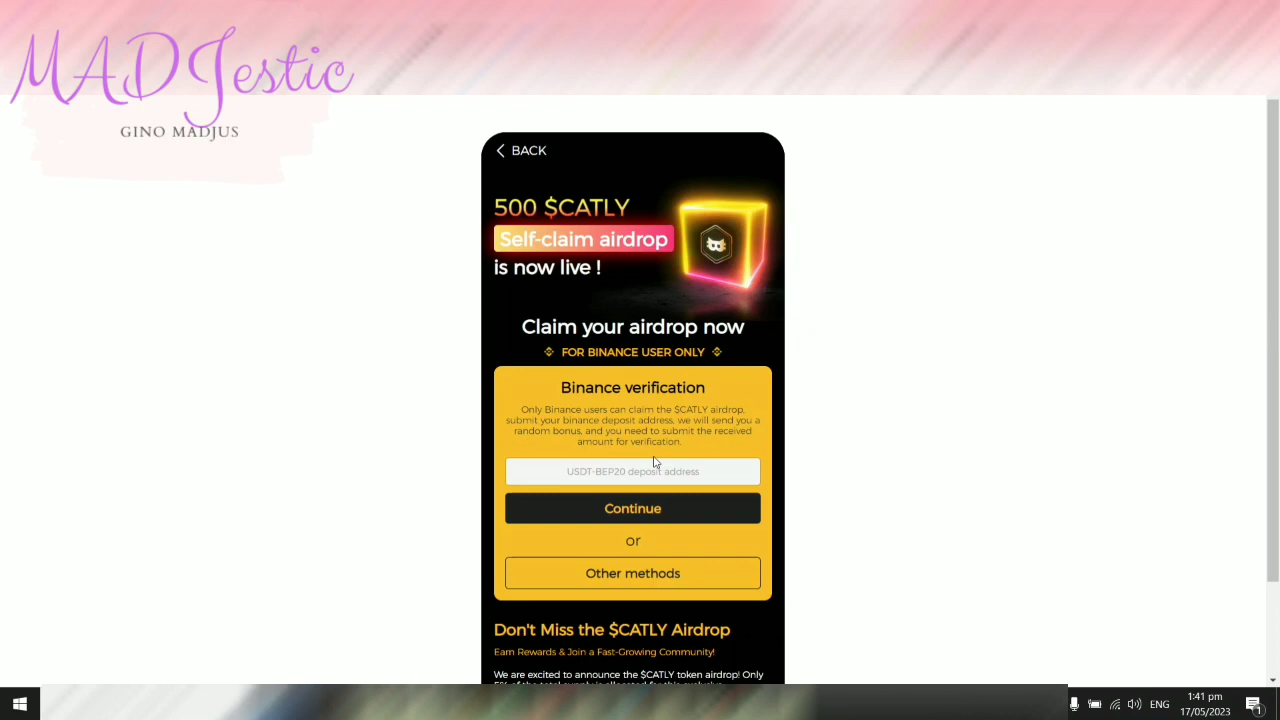 MADJestic
GINO MADJUS
BACK
500 $CATLY
Self-claim airdrop
is now live !
Claim your airdrop now
FOR BINANCE USER ONLY
Binance verification
Only Binance users can claim the $CATLY airdrop,
submit your binance deposit address, we will send you a
random bonus, and you need to submit the received
amount for verification.
USDT-BEP20 deposit address
Continue
or
Other methods
Don't Miss the $CATLY Airdrop
Earn Rewards & Join a Fast-Growing Community!
We are excited to announce the $CATLY token airdrop! Only
1:41 pm
ENG
17/05/2023
1